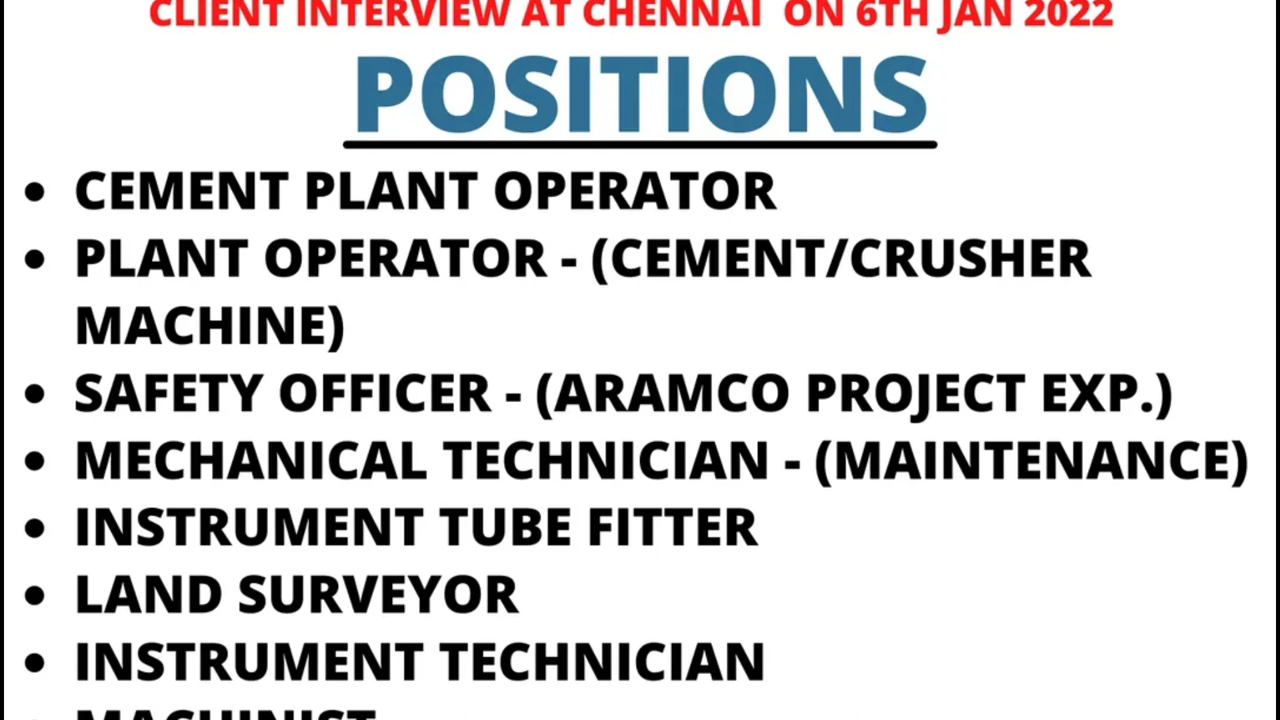 CLIENT INTERVIEW AT CHENNAI ON 6TH JAN 2022
POSITIONS
• CEMENT PLANT OPERATOR
• PLANT OPERATOR - (CEMENT/CRUSHER
MACHINE)
• SAFETY OFFICER - (ARAMCO PROJECT EXP.)
• MECHANICAL TECHNICIAN - (MAINTENANCE)
• INSTRUMENT TUBE FITTER
• LAND SURVEYOR
• INSTRUMENT TECHNICIAN
• MACHINIST